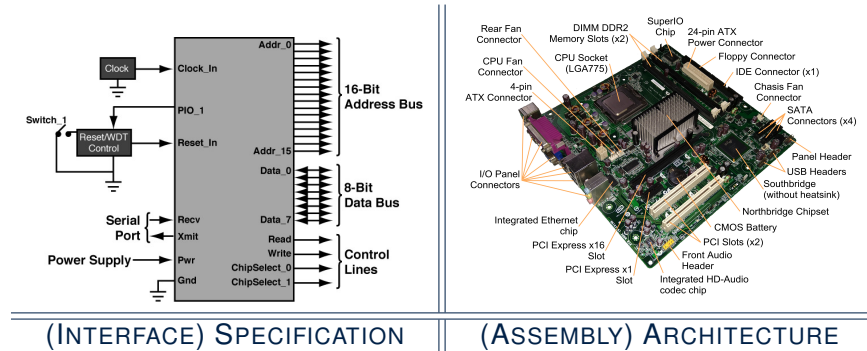 Addr_0
Clock
Clock_In
16-Bit
Address Bus
PIO_1
Switch_1
Reset/WDT
Control
Reset_In
Addr_15
Data_0
8-Bit
Data Bus
Data_7
Serial
Port
Recv
Xmit
Read
Write
Control
Lines
Power Supply
Pwr
ChipSelect_0
Gnd
ChipSelect_1
(INTERFACE) SPECIFICATION
Rear Fan
Connector
DIMM DDR2
Memory Slots (x2)
SuperIO
Chip
24-pin ATX
Power Connector
CPU Fan
Connector
CPU Socket
(LGA775)
Floppy Connector
IDE Connector (x1)
4-pin
ATX Connector
Chasis Fan
Connector
SATA
Connectors (x4)
Panel Header
I/O Panel
Connectors
USB Headers
Southbridge
(without heatsink)
Integrated Ethernet
chip
Northbridge Chipset
CMOS Battery
PCI Express x16
Slot
PCI Slots (x2)
PCI Express x1
Slot
Front Audio
Header
Integrated HD-Audio
codec chip
(ASSEMBLY) ARCHITECTURE